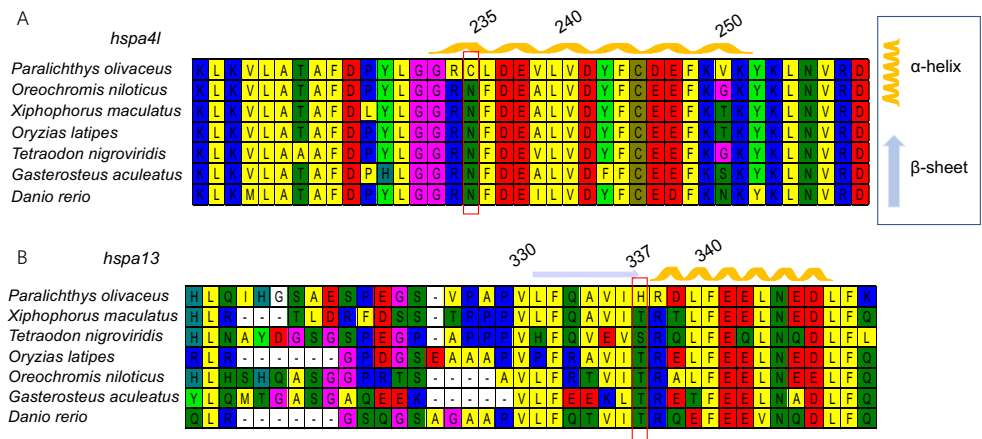 A
hspa4l
235 240 250
Paralichthys olivaceus K L K V L A T A F D P Y L G G R C L D E V L V D Y F C D E F K V K Y K L N V R D
Oreochromis niloticus K L K V L A T A F D P Y L G G R N F D E A L V D Y F C E E F K G K Y K L N V R D
Xiphophorus maculatus K L K V L A T A F D L Y L G G R N F D E A L V D Y F C E E F K T K Y K L N V R D
Oryzias latipes K L K V L A T A F D P Y L G G R N F D E A L V D Y F C E E F K T K Y K L N V R D
Tetraodon nigroviridis K L K V L A A A F D P Y L G G R N F D E V L V D Y F C E E F K G K Y K L N V R D
Gasterosteus aculeatus K L K V L A T A F D P H L G G R N F D E A L V D F F C E E F K S K Y K L N V R D
Danio rerio K L K M L A T A F D P Y L G G R N F D E I L V D Y F C E D F K N K Y K L N V R D
α-helix
β-sheet
B
hspa13
330 337 340
Paralichthys olivaceus H L Q I H G S A E S P E G S - V P A P V L F Q A V I H R D L F E E L N E D L F K
Xiphophorus maculatus H L R - - - T L D R F D S S - T P P P V L F Q A V I T R T L F E E L N E D L F Q
Tetraodon nigroviridis H L N A Y D G S G S P E G P - A P P P V H F Q V E V S R Q L F E Q L N Q D L F L
Oryzias latipes R L R - - - - - - G P D G S E A A A P V P F R A V I T R E L F E E L N E D L F Q
Oreochromis niloticus H L H S H Q A S G G P R T S - - - - A V L F R T V I T R A L F E E L N E E L F Q
Gasterosteus aculeatus Y L Q M T G A S G A Q E E K - - - - - V L F E E K L T R E T F E E L N A D L F Q
Danio rerio Q L R - - - - - - G S Q G S A G A A P V L F Q T V I T R Q E F E E V N Q D L F Q